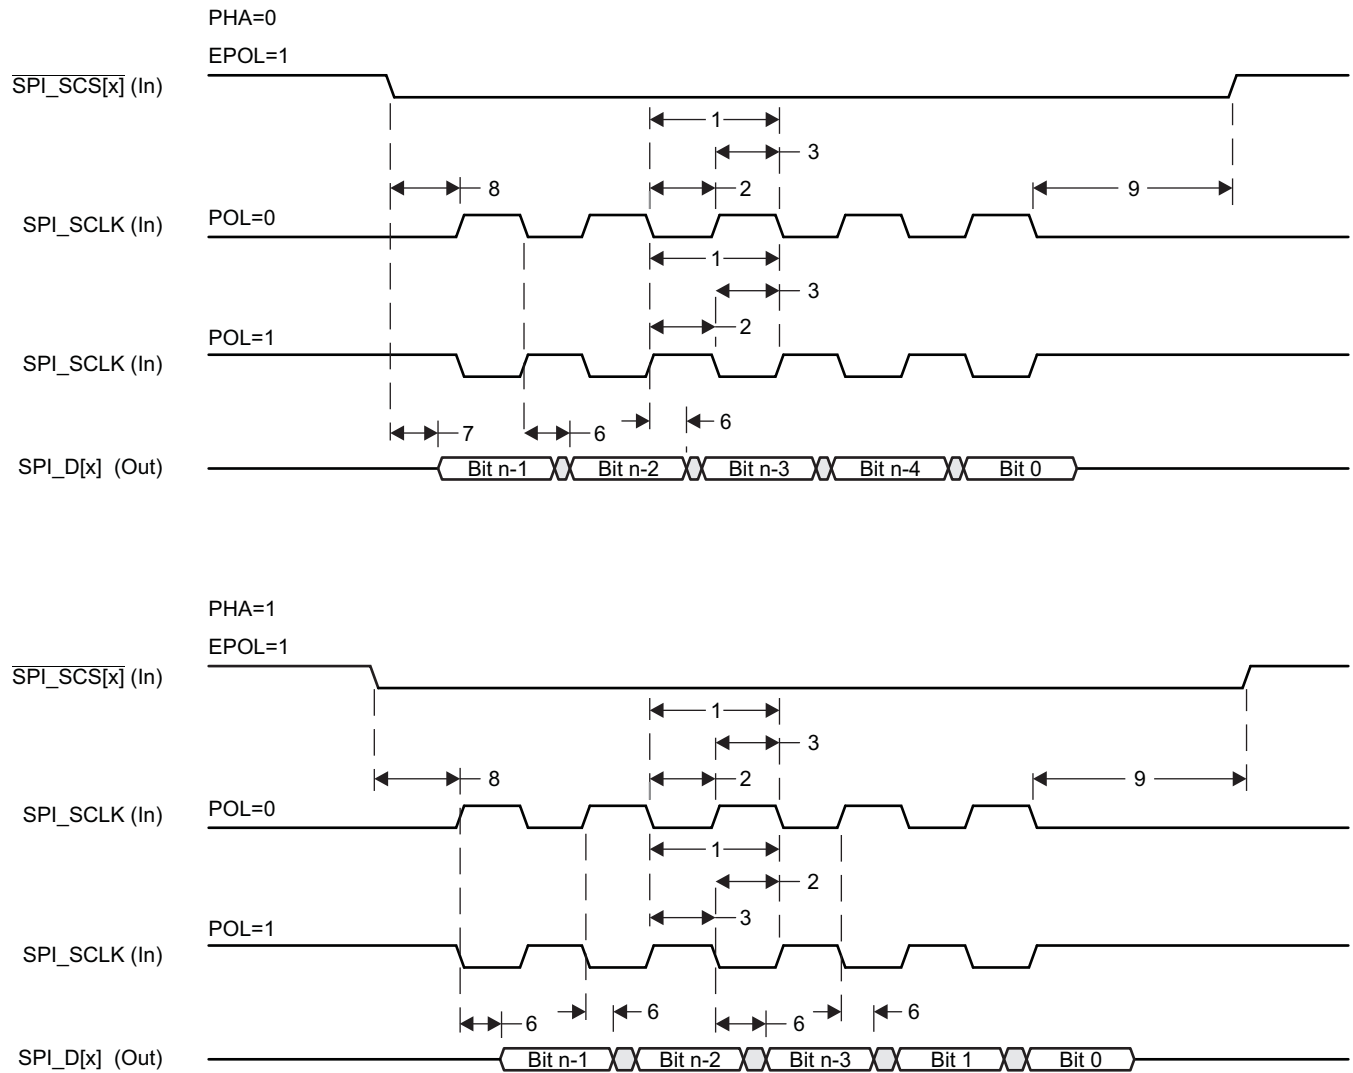 PHA=0
EPOL=1
SPI_SCS[x] (In)
1
3
8
2
9
SPI_SCLK (In)
POL=0
1
3
2
POL=1
SPI_SCLK (In)
7
6
6
SPI_D[x] (Out)
Bit n-1
Bit n-2
Bit n-3
Bit n-4
Bit 0
PHA=1
EPOL=1
SPI_SCS[x] (In)
1
3
8
2
9
SPI_SCLK (In)
POL=0
1
2
3
POL=1
SPI_SCLK (In)
6
6
6
6
SPI_D[x] (Out)
Bit n-1
Bit n-2
Bit n-3
Bit 1
Bit 0